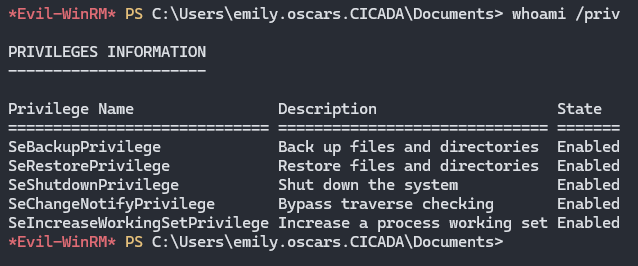 *Evil-WinRM* PS C:\Users\emily.oscars.CICADA\Documents> whoami /priv
PRIVILEGES INFORMATION
----------------------
Privilege Name                Description                    State
============================= ============================== =======
SeBackupPrivilege             Back up files and directories  Enabled
SeRestorePrivilege            Restore files and directories  Enabled
SeShutdownPrivilege           Shut down the system           Enabled
SeChangeNotifyPrivilege       Bypass traverse checking       Enabled
SeIncreaseWorkingSetPrivilege Increase a process working set Enabled
*Evil-WinRM* PS C:\Users\emily.oscars.CICADA\Documents>